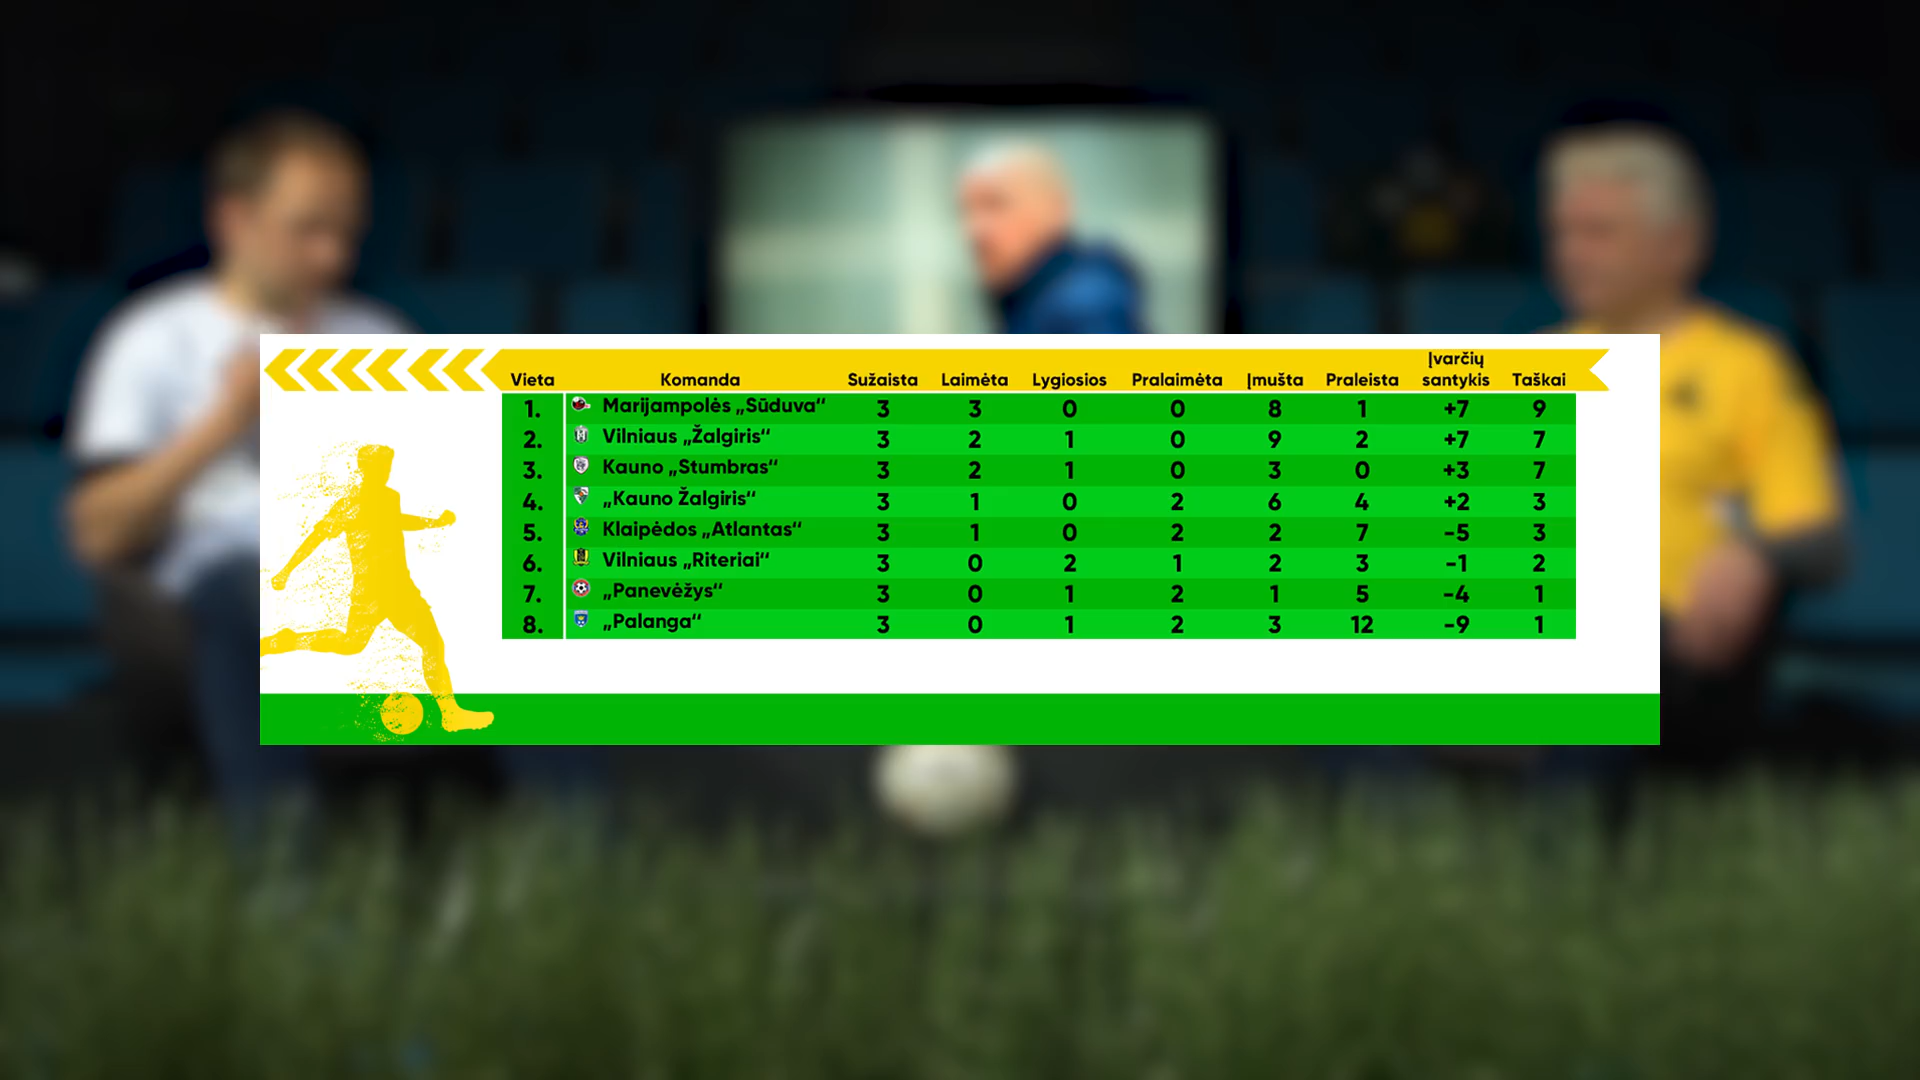 Vieta Komanda Sužaista Laimėta Lygiosios Pralaimėta Įmušta Praleista Įvarčių santykis Taškai
1. Marijampolės „Sūduva“ 3 3 0 0 8 1 +7 9
2. Vilniaus „Žalgiris“ 3 2 1 0 9 2 +7 7
3. Kauno „Stumbras“ 3 2 1 0 3 0 +3 7
4. „Kauno Žalgiris“ 3 1 0 2 6 4 +2 3
5. Klaipėdos „Atlantas“ 3 1 0 2 2 7 -5 3
6. Vilniaus „Riteriai“ 3 0 2 1 2 3 -1 2
7. „Panevėžys“ 3 0 1 2 1 5 -4 1
8. „Palanga“ 3 0 1 2 3 12 -9 1